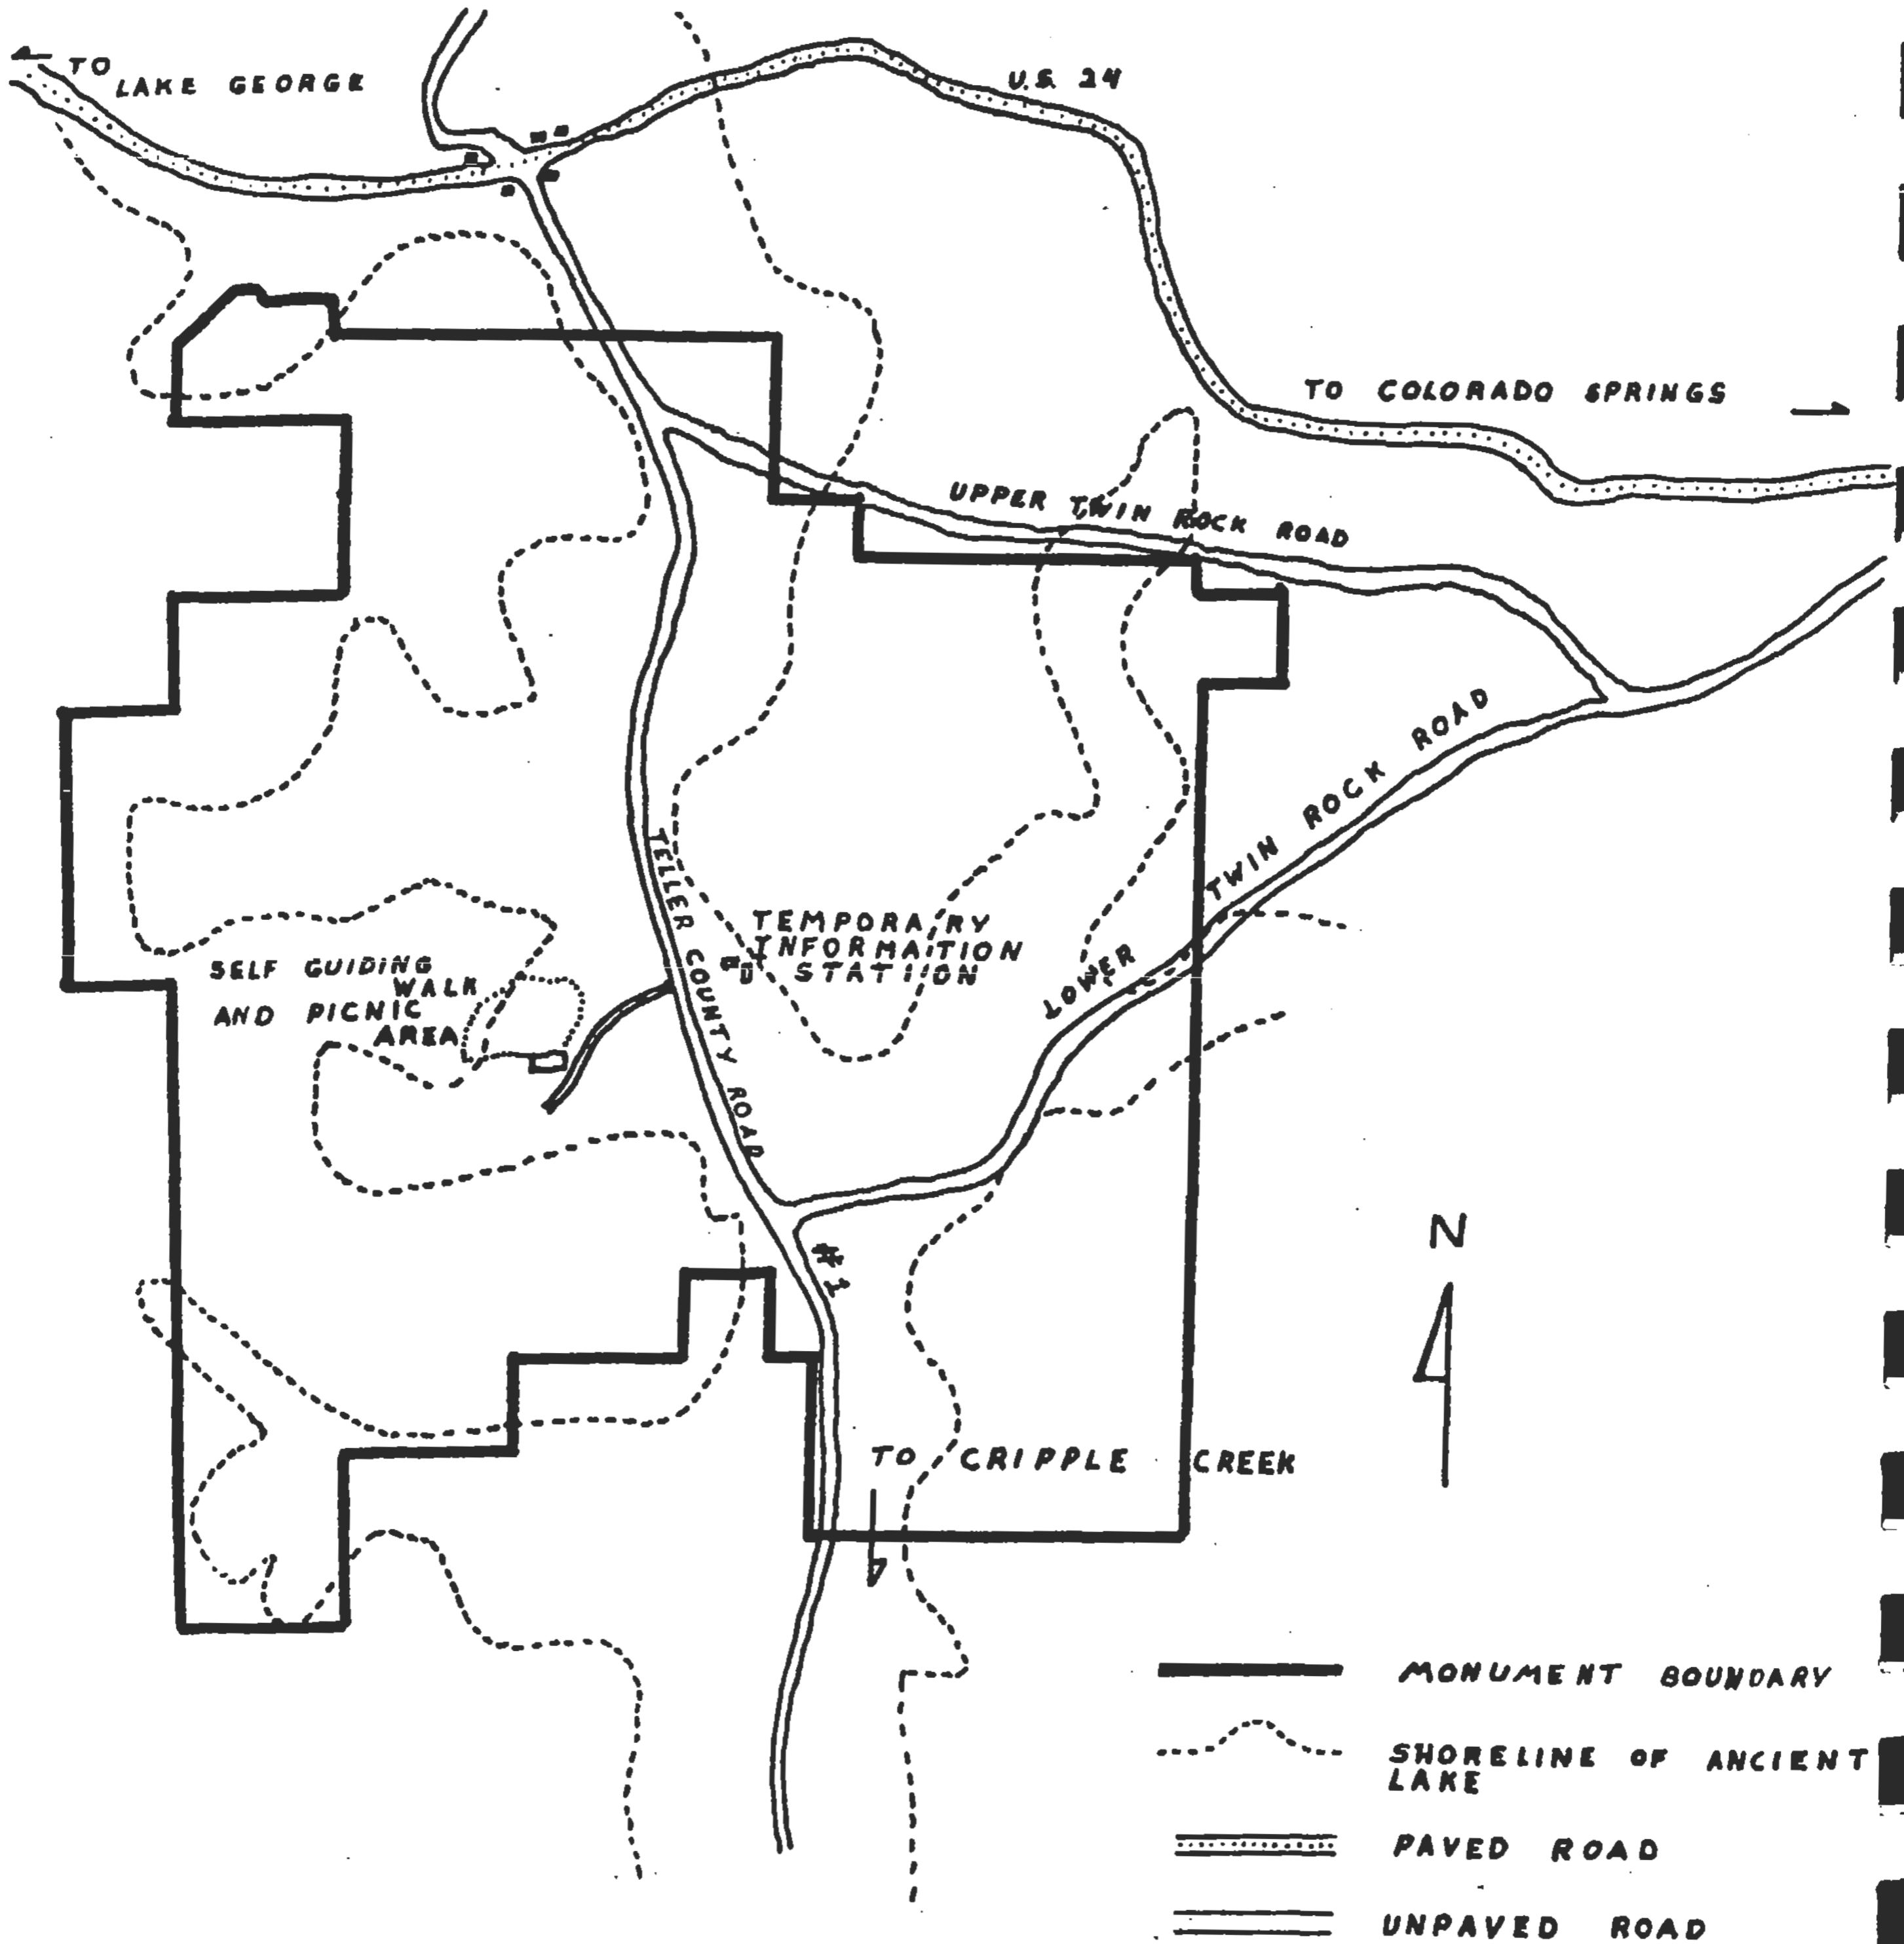 TO
LAKE GEORGE
U.S. 24
TO COLORADO SPRINGS
UPPER TWIN ROCK ROAD
LOWER TWIN ROCK ROAD
TELLER COUNTY ROAD #1
TEMPORARY
INFORMATION
STATION
SELF GUIDING
WALK
AND PICNIC
AREA
N
TO CRIPPLE CREEK
MONUMENT BOUNDARY
SHORELINE OF ANCIENT
LAKE
PAVED ROAD
UNPAVED ROAD